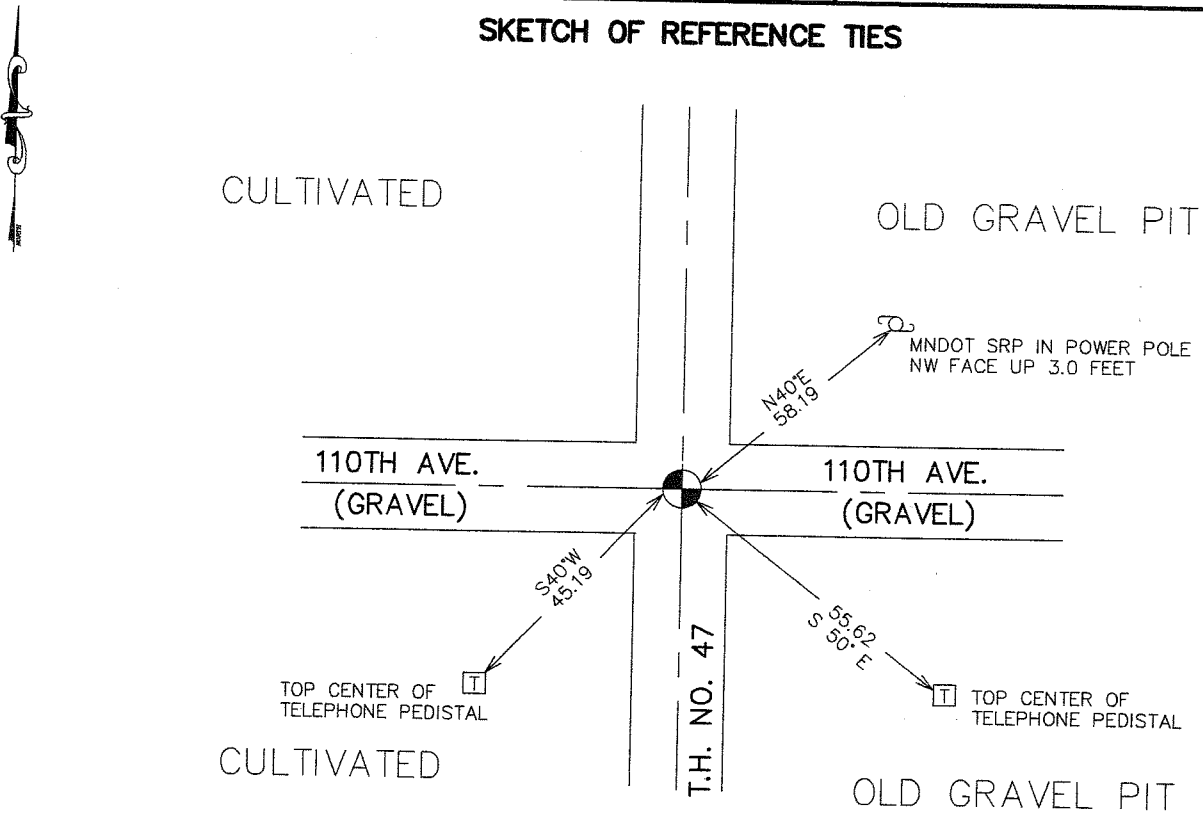 SKETCH OF REFERENCE TIES
CULTIVATED
OLD GRAVEL PIT
MNDOT SRP IN POWER POLE
NW FACE UP 3.0 FEET
N40°E
58.19
110TH AVE.
(GRAVEL)
110TH AVE.
(GRAVEL)
S40°W
45.19
55.62
S 50° E
T.H. NO. 47
T
TOP CENTER OF
TELEPHONE PEDISTAL
T
TOP CENTER OF
TELEPHONE PEDISTAL
CULTIVATED
OLD GRAVEL PIT